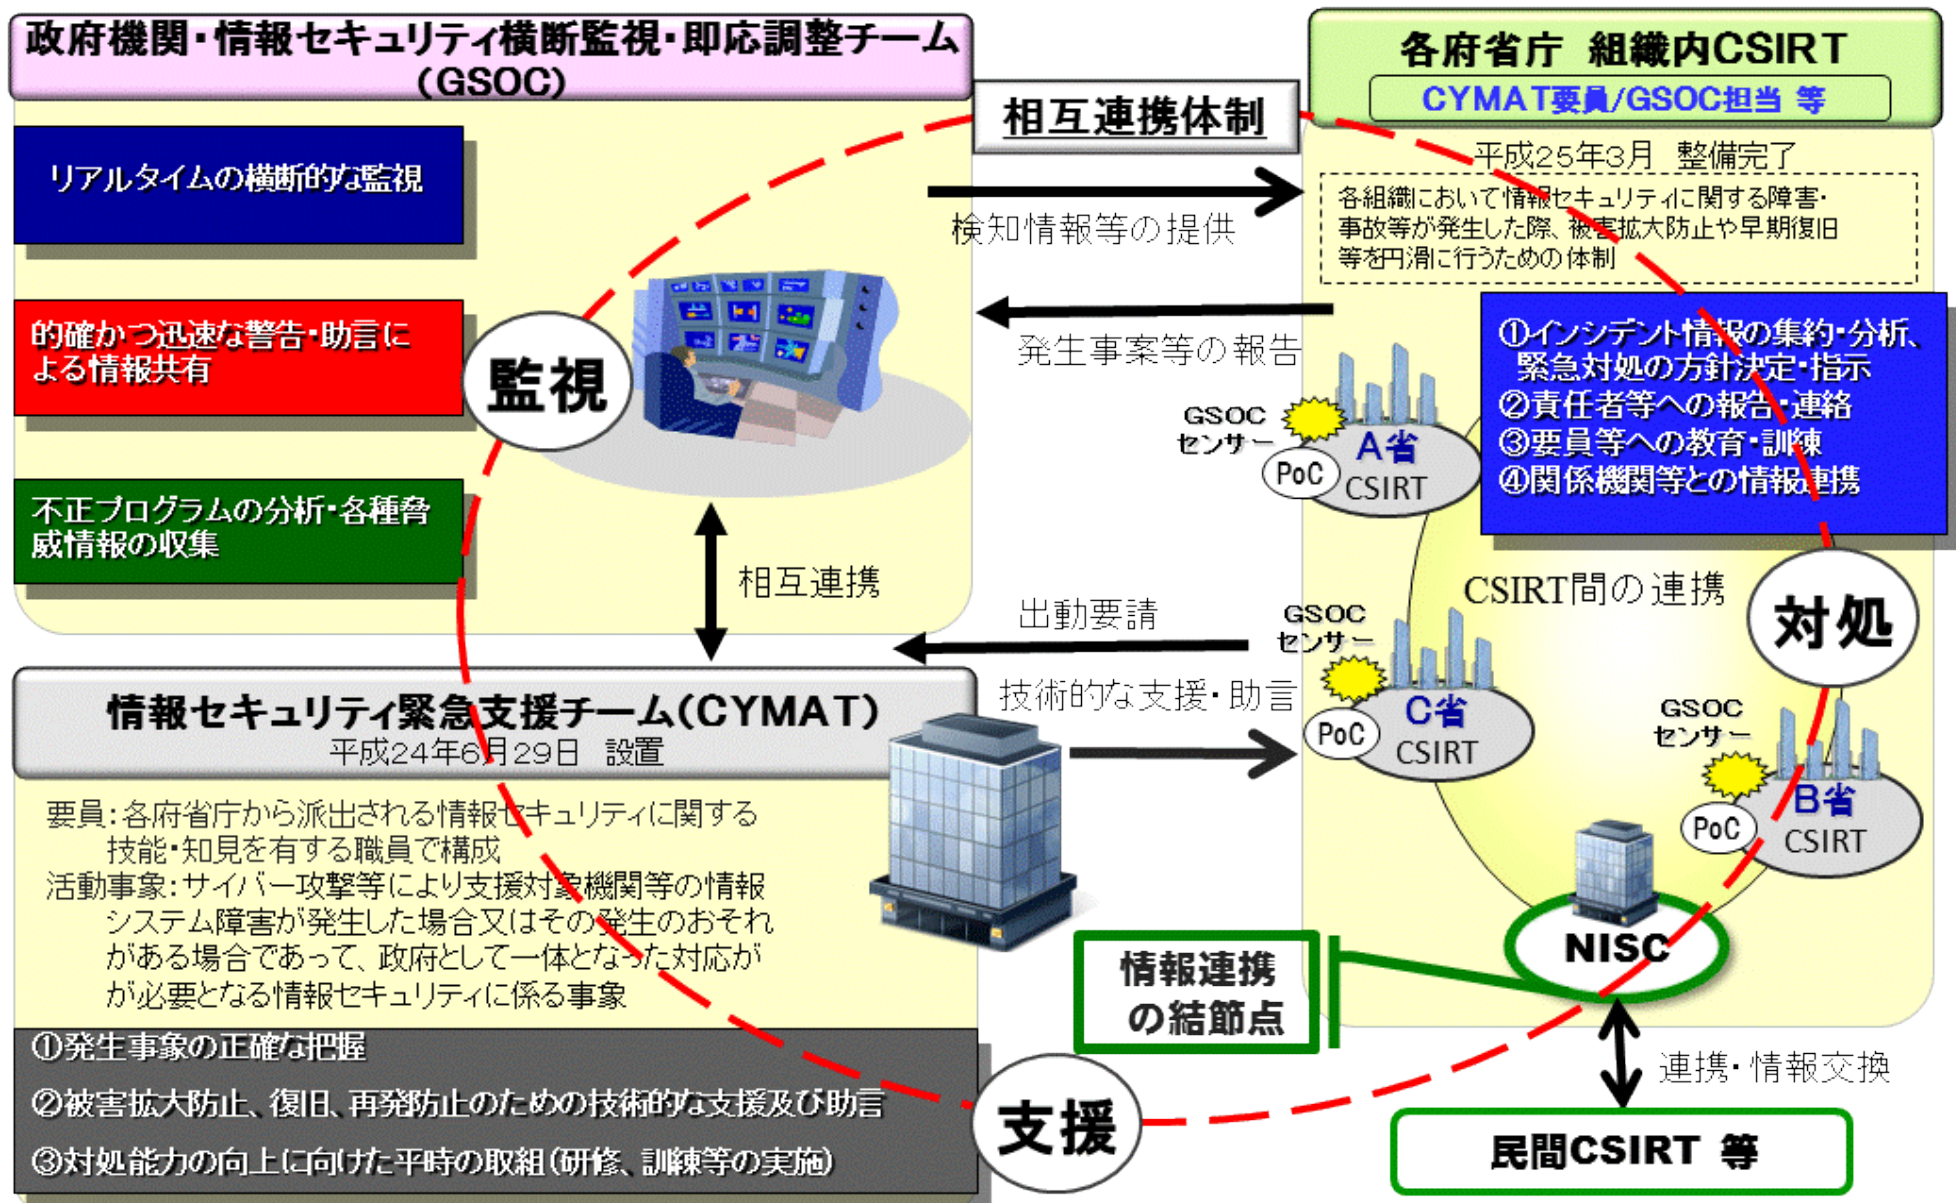 政府機関・情報セキュリティ横断監視・即応調整チーム
(GSOC)
リアルタイムの横断的な監視
的確かつ迅速な警告・助言に
よる情報共有
不正プログラムの分析・各種脅
威情報の収集
監視
相互連携体制
検知情報等の提供
発生事案等の報告
相互連携
出動要請
技術的な支援・助言
各府省庁 組織内CSIRT
CYMAT要員/GSOC担当 等
平成25年3月 整備完了
各組織において情報セキュリティに関する障害・
事故等が発生した際、被害拡大防止や早期復旧
等を円滑に行うための体制
①インシデント情報の集約・分析、
緊急対処の方針決定・指示
②責任者等への報告・連絡
③要員等への教育・訓練
④関係機関等との情報連携
GSOC
センサー
A省
PoC
CSIRT
CSIRT間の連携
対処
GSOC
センサー
C省
PoC
CSIRT
GSOC
センサー
B省
PoC
CSIRT
NISC
情報連携
の結節点
連携・情報交換
民間CSIRT 等
情報セキュリティ緊急支援チーム(CYMAT)
平成24年6月29日 設置
要員:各府省庁から派出される情報セキュリティに関する
技能・知見を有する職員で構成
活動事象:サイバー攻撃等により支援対象機関等の情報
システム障害が発生した場合又はその発生のおそれ
がある場合であって、政府として一体となった対応が
が必要となる情報セキュリティに係る事象
①発生事象の正確な把握
②被害拡大防止、復旧、再発防止のための技術的な支援及び助言
③対処能力の向上に向けた平時の取組(研修、訓練等の実施)
支援